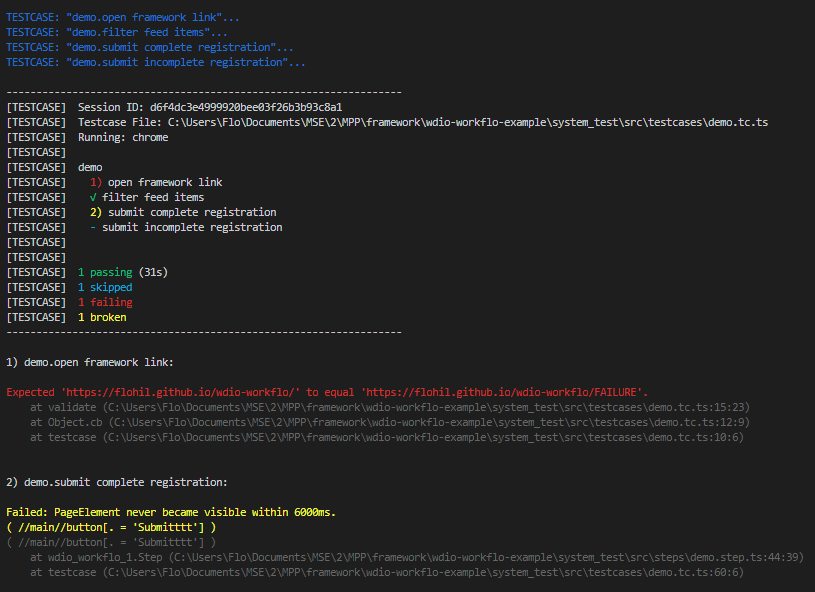 TESTCASE: "demo.open framework link"...
TESTCASE: "demo.filter feed items"...
TESTCASE: "demo.submit complete registration"...
TESTCASE: "demo.submit incomplete registration"...
------------------------------------------------------------------
[TESTCASE]  Session ID: d6f4dc3e4999920bee03f26b3b93c8a1
[TESTCASE]  Testcase File: C:\Users\Flo\Documents\MSE\2\MPP\framework\wdio-workflo-example\system_test\src\testcases\demo.tc.ts
[TESTCASE]  Running: chrome
[TESTCASE]
[TESTCASE]  demo
[TESTCASE]    1) open framework link
[TESTCASE]    √ filter feed items
[TESTCASE]    2) submit complete registration
[TESTCASE]    - submit incomplete registration
[TESTCASE]
[TESTCASE]
[TESTCASE]  1 passing (31s)
[TESTCASE]  1 skipped
[TESTCASE]  1 failing
[TESTCASE]  1 broken
------------------------------------------------------------------
1) demo.open framework link:
Expected 'https://flohil.github.io/wdio-workflo/' to equal 'https://flohil.github.io/wdio-workflo/FAILURE'.
    at validate (C:\Users\Flo\Documents\MSE\2\MPP\framework\wdio-workflo-example\system_test\src\testcases\demo.tc.ts:15:23)
    at Object.cb (C:\Users\Flo\Documents\MSE\2\MPP\framework\wdio-workflo-example\system_test\src\testcases\demo.tc.ts:12:9)
    at testcase (C:\Users\Flo\Documents\MSE\2\MPP\framework\wdio-workflo-example\system_test\src\testcases\demo.tc.ts:10:6)
2) demo.submit complete registration:
Failed: PageElement never became visible within 6000ms.
( //main//button[. = 'Submitttt'] )
( //main//button[. = 'Submitttt'] )
    at wdio_workflo_1.Step (C:\Users\Flo\Documents\MSE\2\MPP\framework\wdio-workflo-example\system_test\src\steps\demo.step.ts:44:39)
    at testcase (C:\Users\Flo\Documents\MSE\2\MPP\framework\wdio-workflo-example\system_test\src\testcases\demo.tc.ts:60:6)